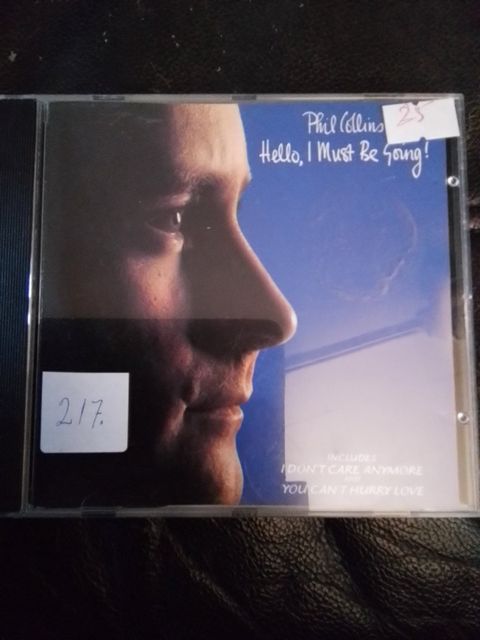 Phil Collins
25
Hello, I Must Be Going!
217.
INCLUDES
I DON'T CARE ANYMORE
AND
YOU CAN'T HURRY LOVE